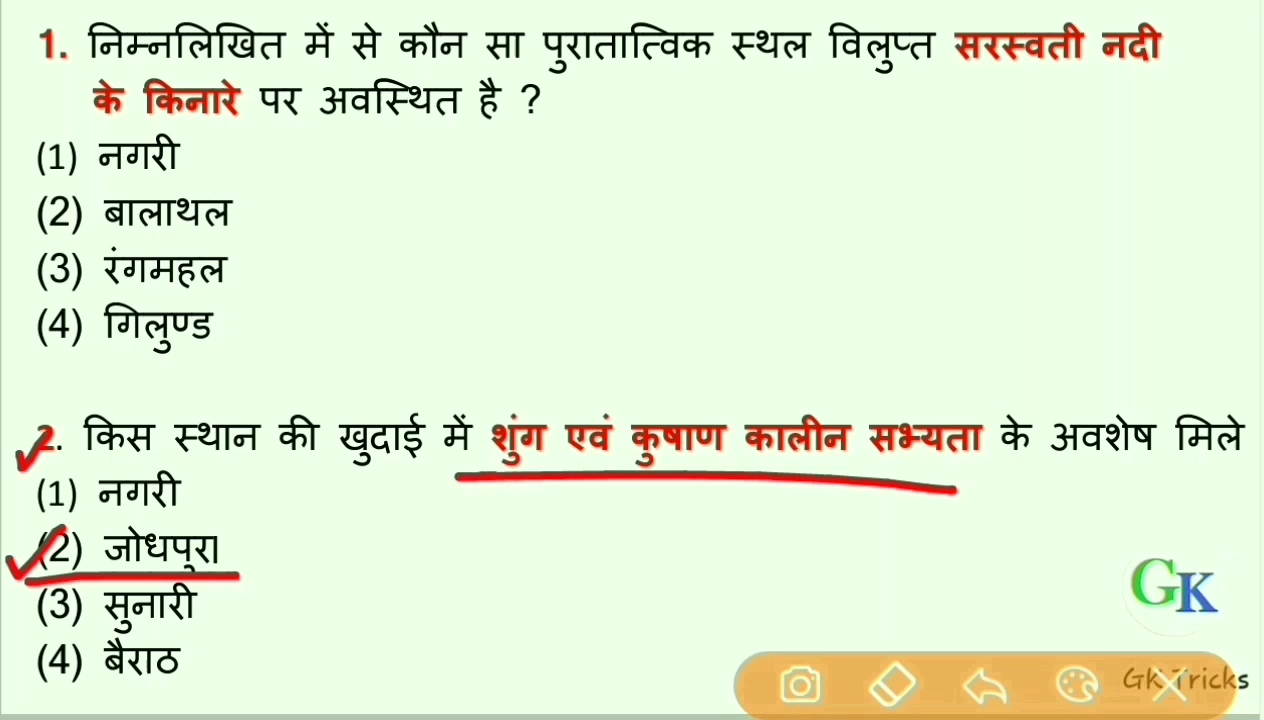 1. निम्नलिखित में से कौन सा पुरातात्विक स्थल विलुप्त सरस्वती नदी
के किनारे पर अवस्थित है ?
(1) नगरी
(2) बालाथल
(3) रंगमहल
(4) गिलुण्ड
2. किस स्थान की खुदाई में शुंग एवं कुषाण कालीन सभ्यता के अवशेष मिले
(1) नगरी
(2) जोधपुरा
(3) सुनारी
(4) बैराठ
GK
GK Tricks